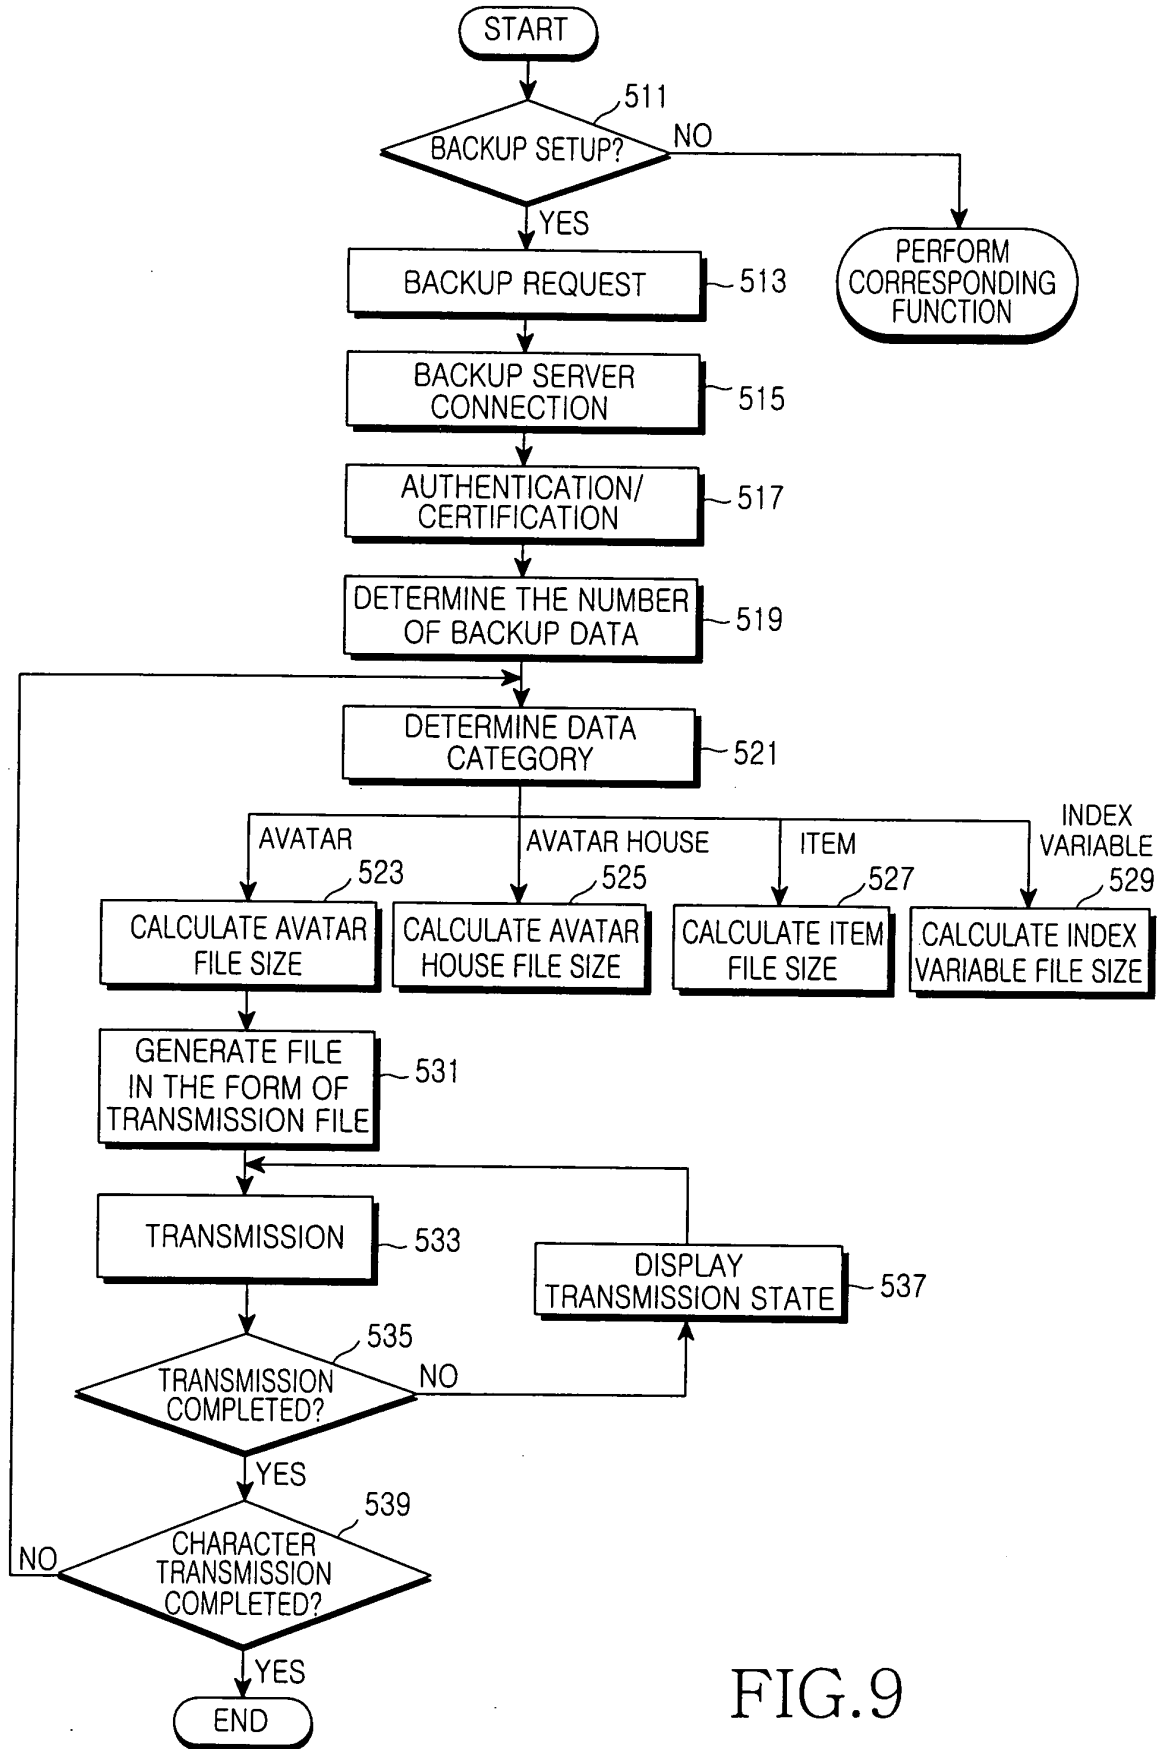 START
511
BACKUP SETUP?
NO
YES
PERFORM
CORRESPONDING
FUNCTION
BACKUP REQUEST
513
BACKUP SERVER
CONNECTION
515
AUTHENTICATION/
CERTIFICATION
517
DETERMINE THE NUMBER
OF BACKUP DATA
519
DETERMINE DATA
CATEGORY
521
AVATAR
AVATAR HOUSE
ITEM
INDEX
VARIABLE
523
525
527
529
CALCULATE AVATAR
FILE SIZE
CALCULATE AVATAR
HOUSE FILE SIZE
CALCULATE ITEM
FILE SIZE
CALCULATE INDEX
VARIABLE FILE SIZE
GENERATE FILE
IN THE FORM OF
TRANSMISSION FILE
531
TRANSMISSION
533
DISPLAY
TRANSMISSION STATE
537
535
TRANSMISSION
COMPLETED?
NO
YES
539
CHARACTER
TRANSMISSION
COMPLETED?
NO
YES
END
FIG.9